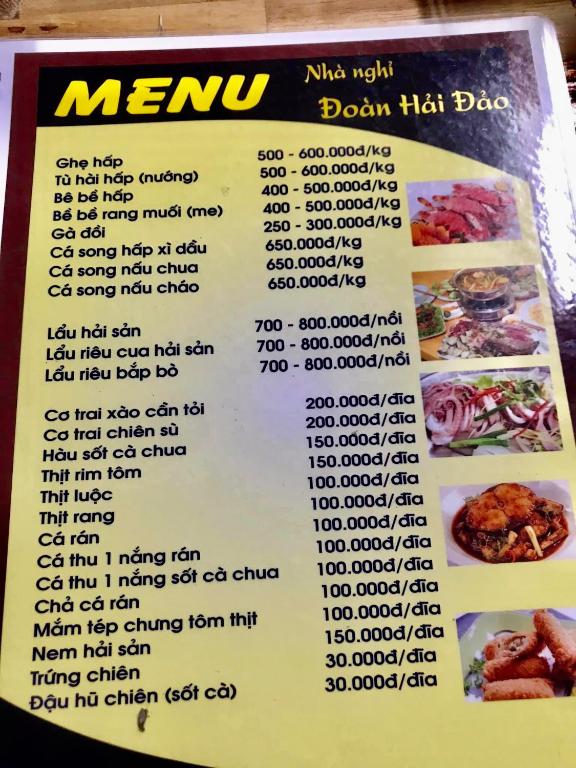 MENU
Nhà nghỉ
Đoàn Hải Đảo
Ghẹ hấp 500 - 600.000đ/kg
Tù hài hấp (nướng) 500 - 600.000đ/kg
Bê bề hấp 400 - 500.000đ/kg
Bề bề rang muối (me) 400 - 500.000đ/kg
Gà đồi 250 - 300.000đ/kg
Cá song hấp xì dầu 650.000đ/kg
Cá song nấu chua 650.000đ/kg
Cá song nấu cháo 650.000đ/kg
Lẩu hải sản 700 - 800.000đ/nồi
Lẩu riêu cua hải sản 700 - 800.000đ/nồi
Lẩu riêu bắp bò 700 - 800.000đ/nồi
Cơ trai xào cần tỏi 200.000đ/đĩa
Cơ trai chiên sù 200.000đ/đĩa
Hàu sốt cà chua 150.000đ/đĩa
Thịt rim tôm 150.000đ/đĩa
Thịt luộc 100.000đ/đĩa
Thịt rang 100.000đ/đĩa
Cá rán 100.000đ/đĩa
Cá thu 1 nắng rán 100.000đ/đĩa
Cá thu 1 nắng sốt cà chua 100.000đ/đĩa
Chả cá rán 100.000đ/đĩa
Mắm tép chưng tôm thịt 100.000đ/đĩa
Nem hải sản 150.000đ/đĩa
Trứng chiên 30.000đ/đĩa
Đậu hũ chiên (sốt cà) 30.000đ/đĩa